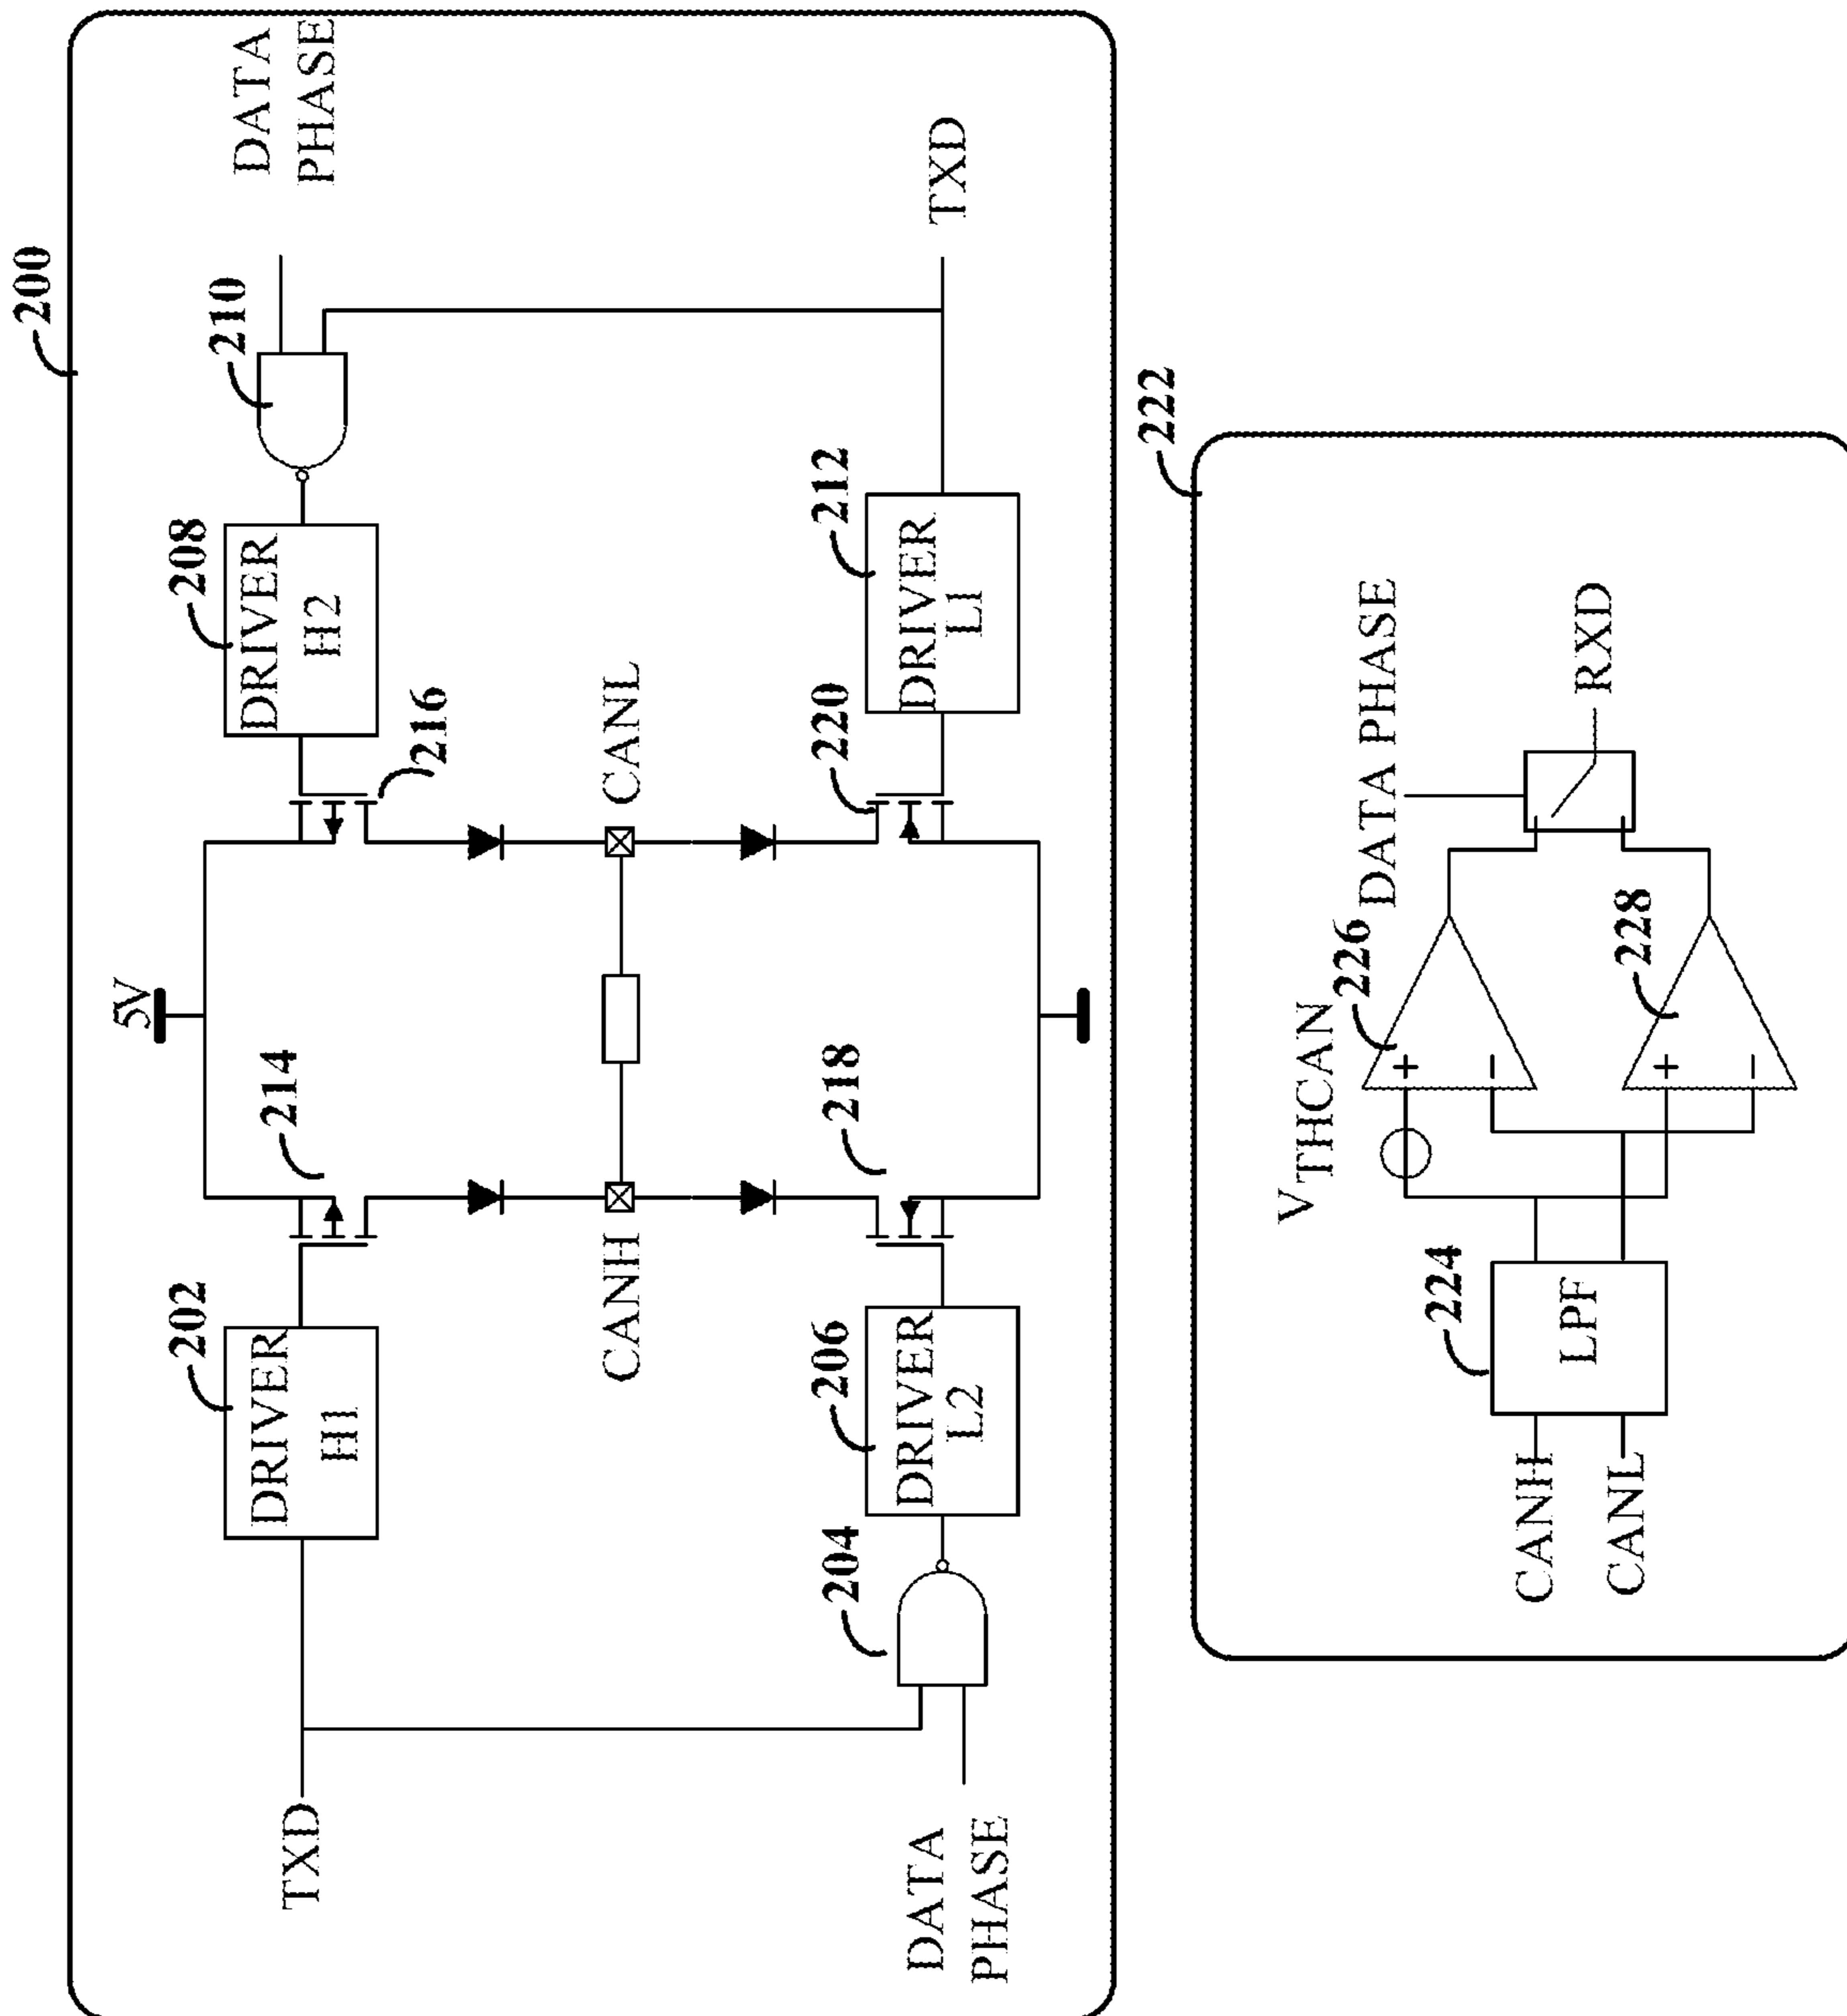 200
5V
TXD
202
DRIVER
H1
214
208
DRIVER
H2
216
210
DATA
PHASE
CANH
CANL
DATA
PHASE
204
206
DRIVER
L2
218
220
212
DRIVER
L1
TXD
222
VTHCAN
CANH
CANL
224
LPF
226
228
DATA PHASE
RXD
+
−
+
−